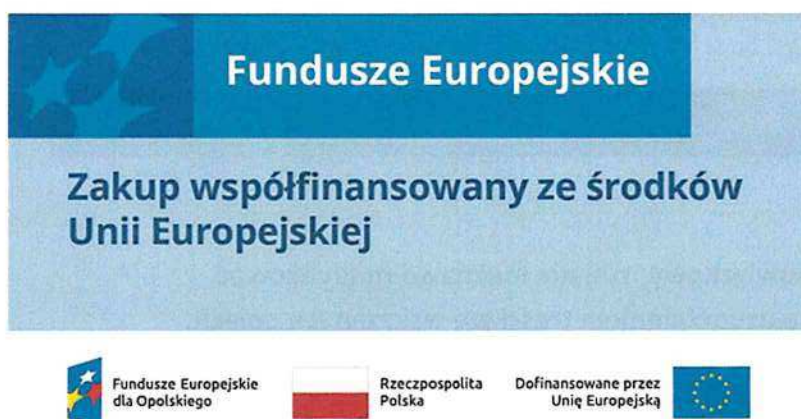 Fundusze Europejskie
Zakup współfinansowany ze środków
Unii Europejskiej
Fundusze Europejskie
dla Opolskiego
Rzeczpospolita
Polska
Dofinansowane przez
Unię Europejską